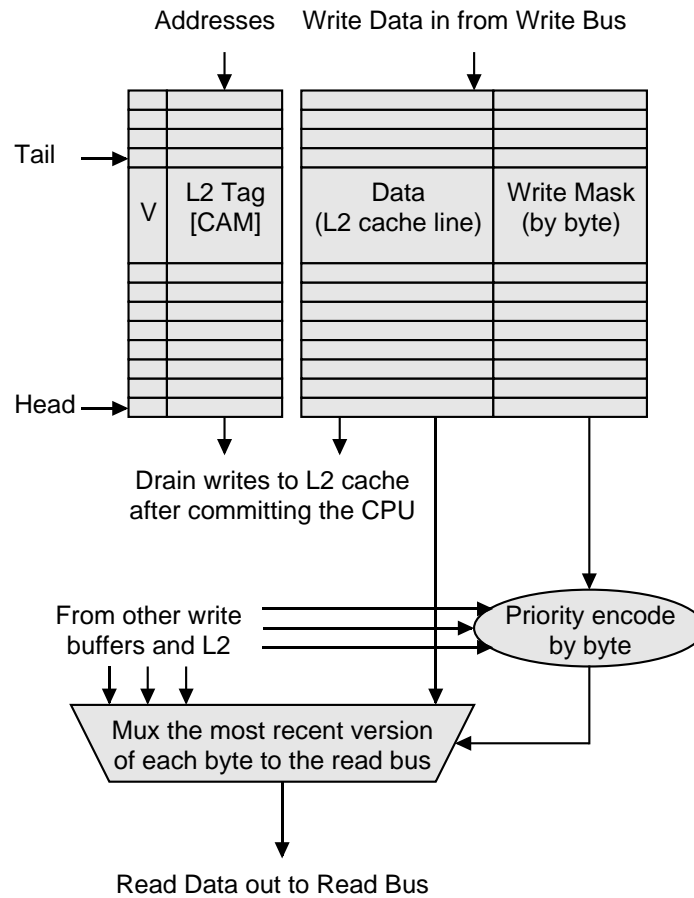 Addresses
Write Data in from Write Bus
Tail
V
L2 Tag
[CAM]
Data
(L2 cache line)
Write Mask
(by byte)
Head
Drain writes to L2 cache
after committing the CPU
From other write
buffers and L2
Priority encode
by byte
Mux the most recent version
of each byte to the read bus
Read Data out to Read Bus